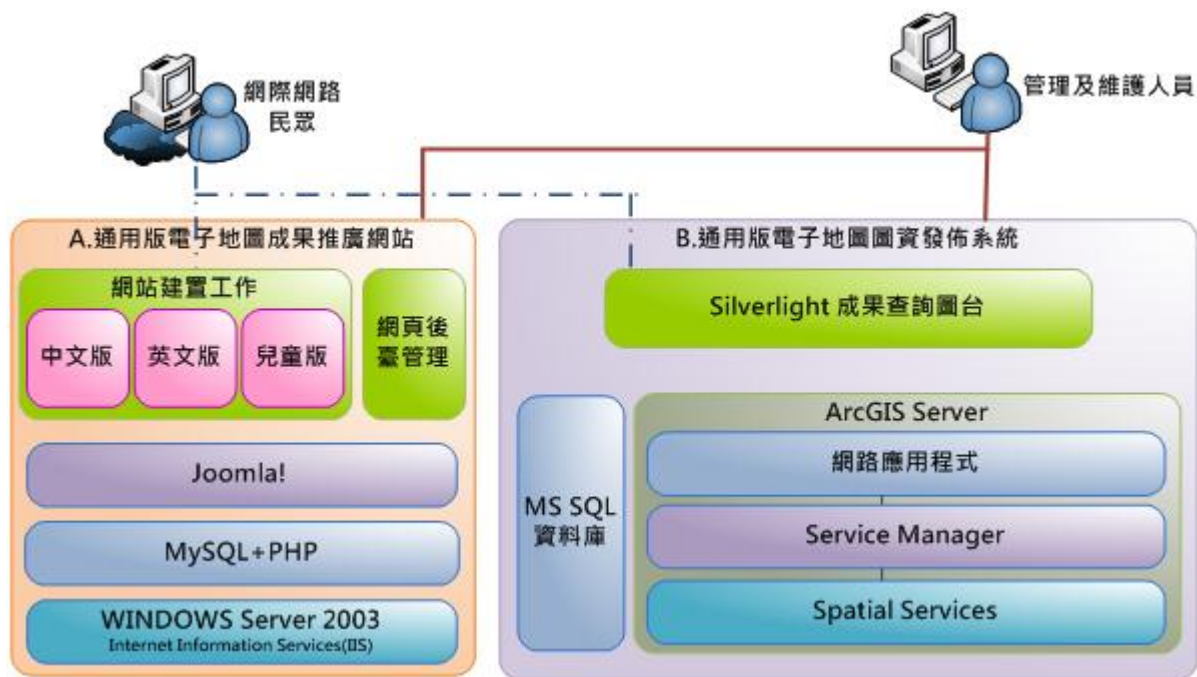 網際網路
民眾
管理及維護人員
A.通用版電子地圖成果推廣網站
網站建置工作
中文版
英文版
兒童版
網頁後
臺管理
Joomla!
MySQL+PHP
WINDOWS Server 2003
Internet Information Services(IIS)
B.通用版電子地圖圖資發佈系統
Silverlight 成果查詢圖台
MS SQL
資料庫
ArcGIS Server
網路應用程式
Service Manager
Spatial Services